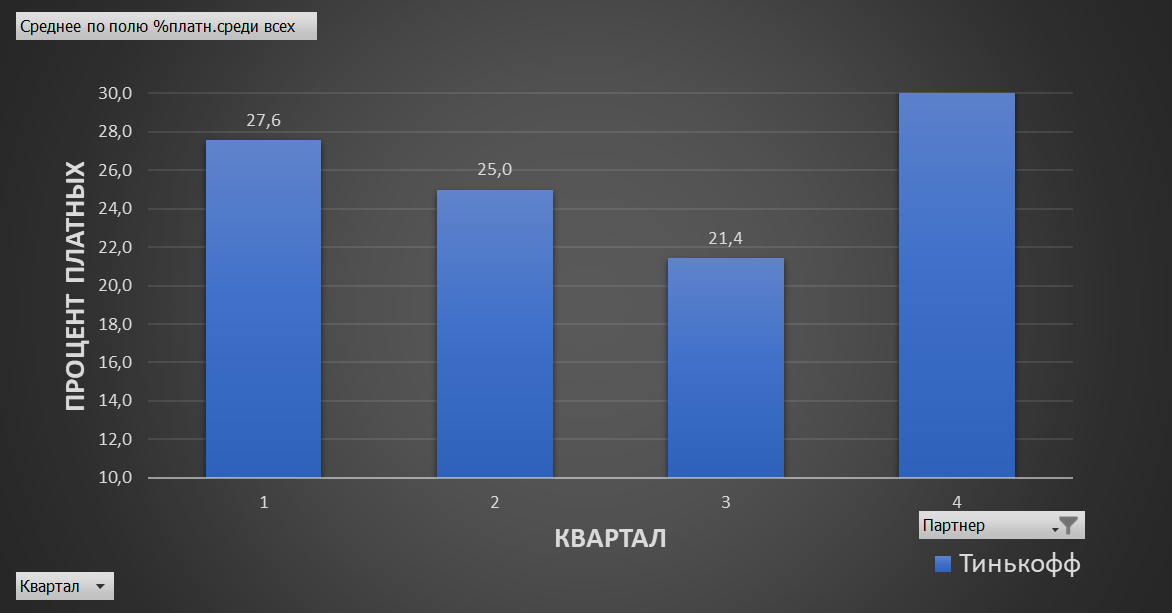 Среднее по полю %платн.среди всех
30,0
28,0
26,0
24,0
22,0
20,0
18,0
16,0
14,0
12,0
10,0
ПРОЦЕНТ ПЛАТНЫХ
27,6
25,0
21,4
1 2 3 4
КВАРТАЛ
Партнер
Тинькофф
Квартал